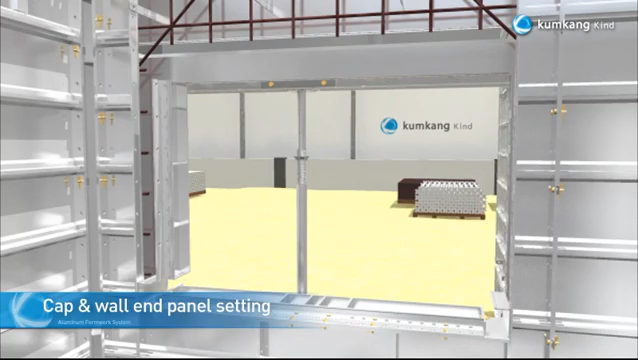 kumkang Kind
kumkang Kind
Cap & wall end panel setting
Aluminum Formwork System